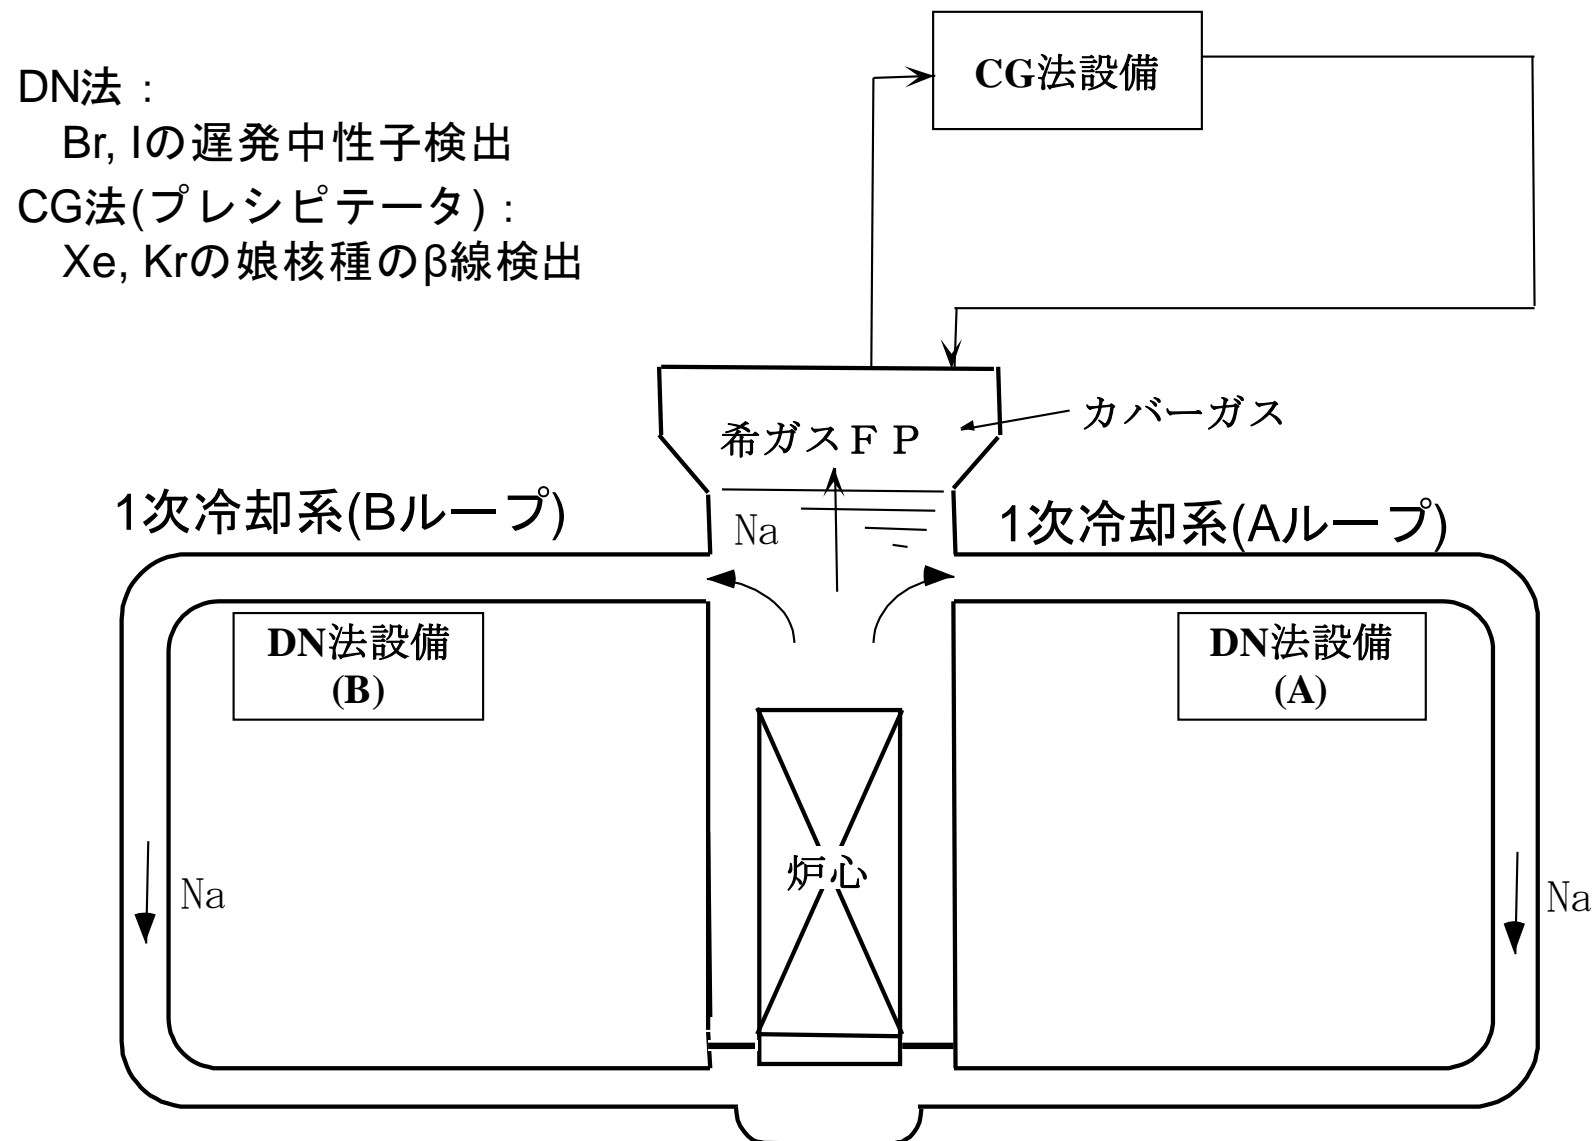 DN法：
Br, Iの遅発中性子検出
CG法(プレシピテータ)：
Xe, Krの娘核種のβ線検出
CG法設備
カバーガス
希ガスＦＰ
1次冷却系(Bループ)
1次冷却系(Aループ)
Na
DN法設備
(B)
DN法設備
(A)
炉心
Na
Na